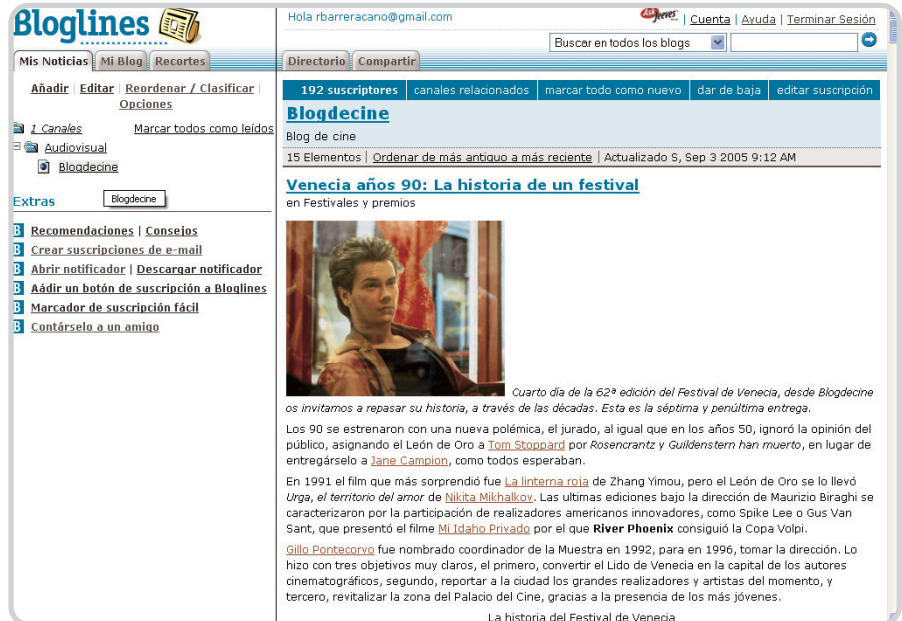 Bloglines
Hola rbarreracano@gmail.com
Ask Jeeves | Cuenta | Ayuda | Terminar Sesión
Buscar en todos los blogs
Mis Noticias Mi Blog Recortes
Directorio Compartir
Añadir | Editar | Reordenar / Clasificar |
Opciones
1 Canales Marcar todos como leídos
Audiovisual
Blogdecine
Extras
Blogdecine
B Recomendaciones | Consejos
B Crear suscripciones de e-mail
B Abrir notificador | Descargar notificador
B Aádir un botón de suscripción a Bloglines
B Marcador de suscripción fácil
B Contárselo a un amigo
192 suscriptores canales relacionados marcar todo como nuevo dar de baja editar suscripción
Blogdecine
Blog de cine
15 Elementos | Ordenar de más antiguo a más reciente | Actualizado S, Sep 3 2005 9:12 AM
Venecia años 90: La historia de un festival
en Festivales y premios
Cuarto día de la 62ª edición del Festival de Venecia, desde Blogdecine
os invitamos a repasar su historia, a través de las décadas. Esta es la séptima y penúltima entrega.
Los 90 se estrenaron con una nueva polémica, el jurado, al igual que en los años 50, ignoró la opinión del
público, asignando el León de Oro a Tom Stoppard por Rosencrantz y Guildenstern han muerto, en lugar de
entregárselo a Jane Campion, como todos esperaban.
En 1991 el film que más sorprendió fue La linterna roja de Zhang Yimou, pero el León de Oro se lo llevó
Urga, el territorio del amor de Nikita Mikhalkov. Las ultimas ediciones bajo la dirección de Maurizio Biraghi se
caracterizaron por la participación de realizadores americanos innovadores, como Spike Lee o Gus Van
Sant, que presentó el filme Mi Idaho Privado por el que River Phoenix consiguió la Copa Volpi.
Gillo Pontecorvo fue nombrado coordinador de la Muestra en 1992, para en 1996, tomar la dirección. Lo
hizo con tres objetivos muy claros, el primero, convertir el Lido de Venecia en la capital de los autores
cinematográficos, segundo, reportar a la ciudad los grandes realizadores y artistas del momento, y
tercero, revitalizar la zona del Palacio del Cine, gracias a la presencia de los más jóvenes.
La historia del Festival de Venecia